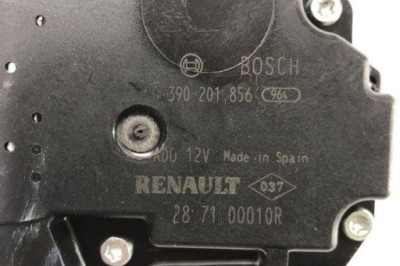 BOSCH
390 201 856 964
12V Made in Spain
RENAULT 037
28 71 00010R